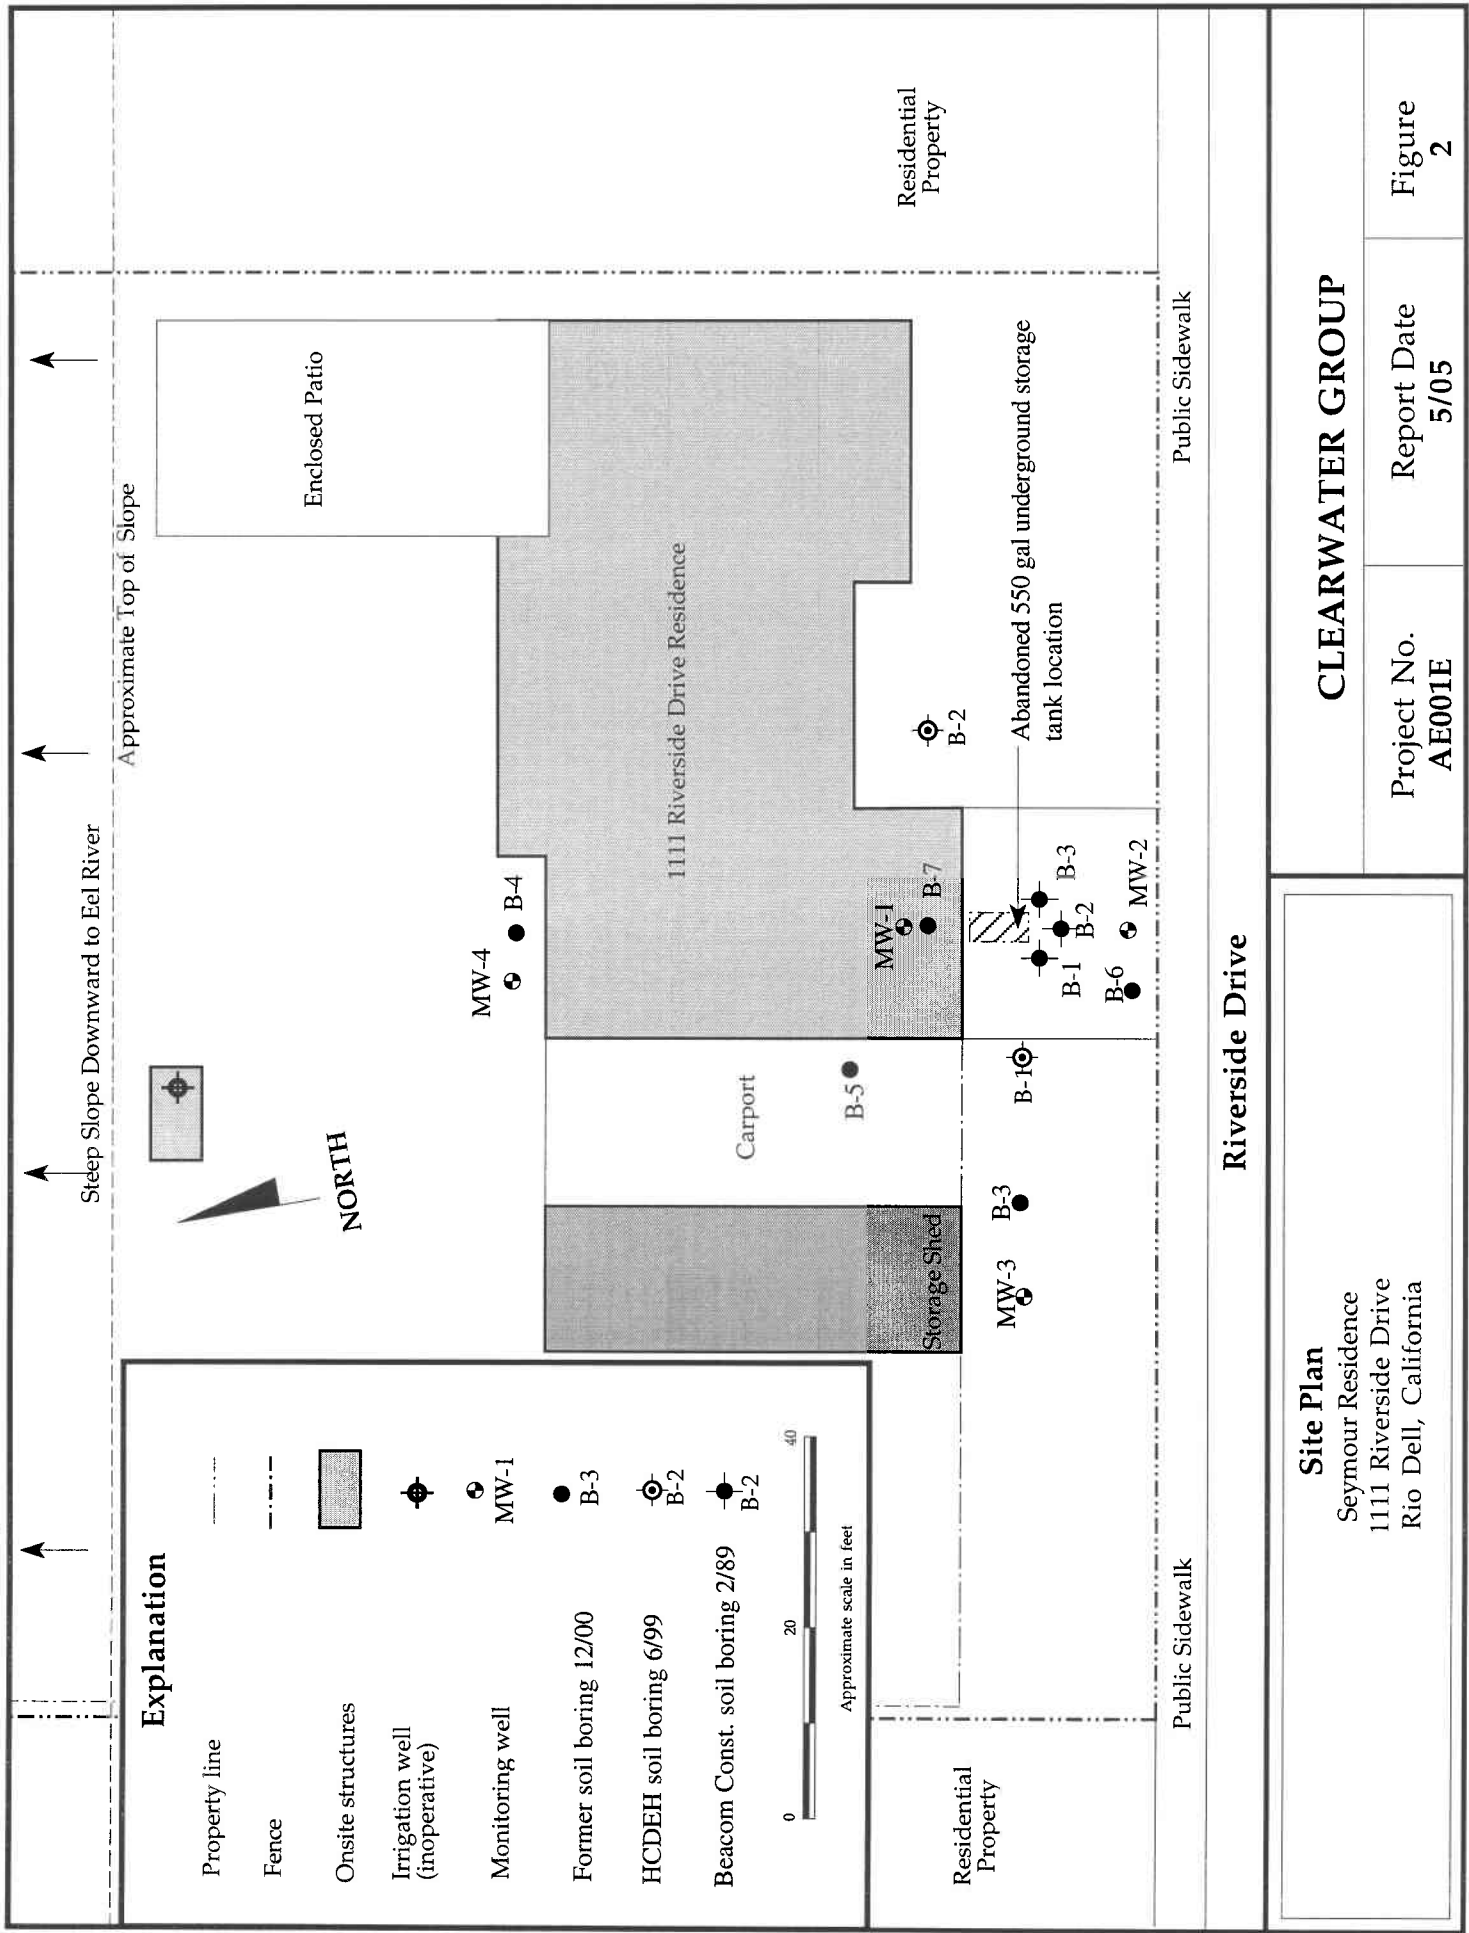 Steep Slope Downward to Eel River
Approximate Top of Slope
Explanation
Property line
Fence
Onsite structures
Irrigation well
(inoperative)
Monitoring well
MW-1
Former soil boring 12/00
B-3
HCDEH soil boring 6/99
B-2
Beacom Const. soil boring 2/89
B-2
0
20
40
Approximate scale in feet
NORTH
Enclosed Patio
MW-4
B-4
1111 Riverside Drive Residence
Carport
B-5
Storage Shed
MW-1
B-7
B-2
Abandoned 550 gal underground storage
tank location
MW-3
B-3
B-1
B-1
B-2
B-3
B-6
MW-2
Residential
Property
Residential
Property
Public Sidewalk
Public Sidewalk
Riverside Drive
Site Plan
Seymour Residence
1111 Riverside Drive
Rio Dell, California
CLEARWATER GROUP
Project No.
AE001E
Report Date
5/05
Figure
2